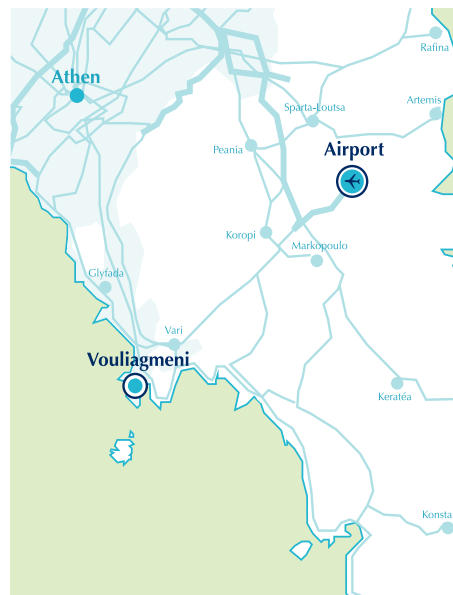 Rafina
Athen
Artemis
Sparta-Loutsa
Peania
Airport
Koropi
Markopoulo
Glyfada
Vari
Vouliagmeni
Keratéa
Konsta